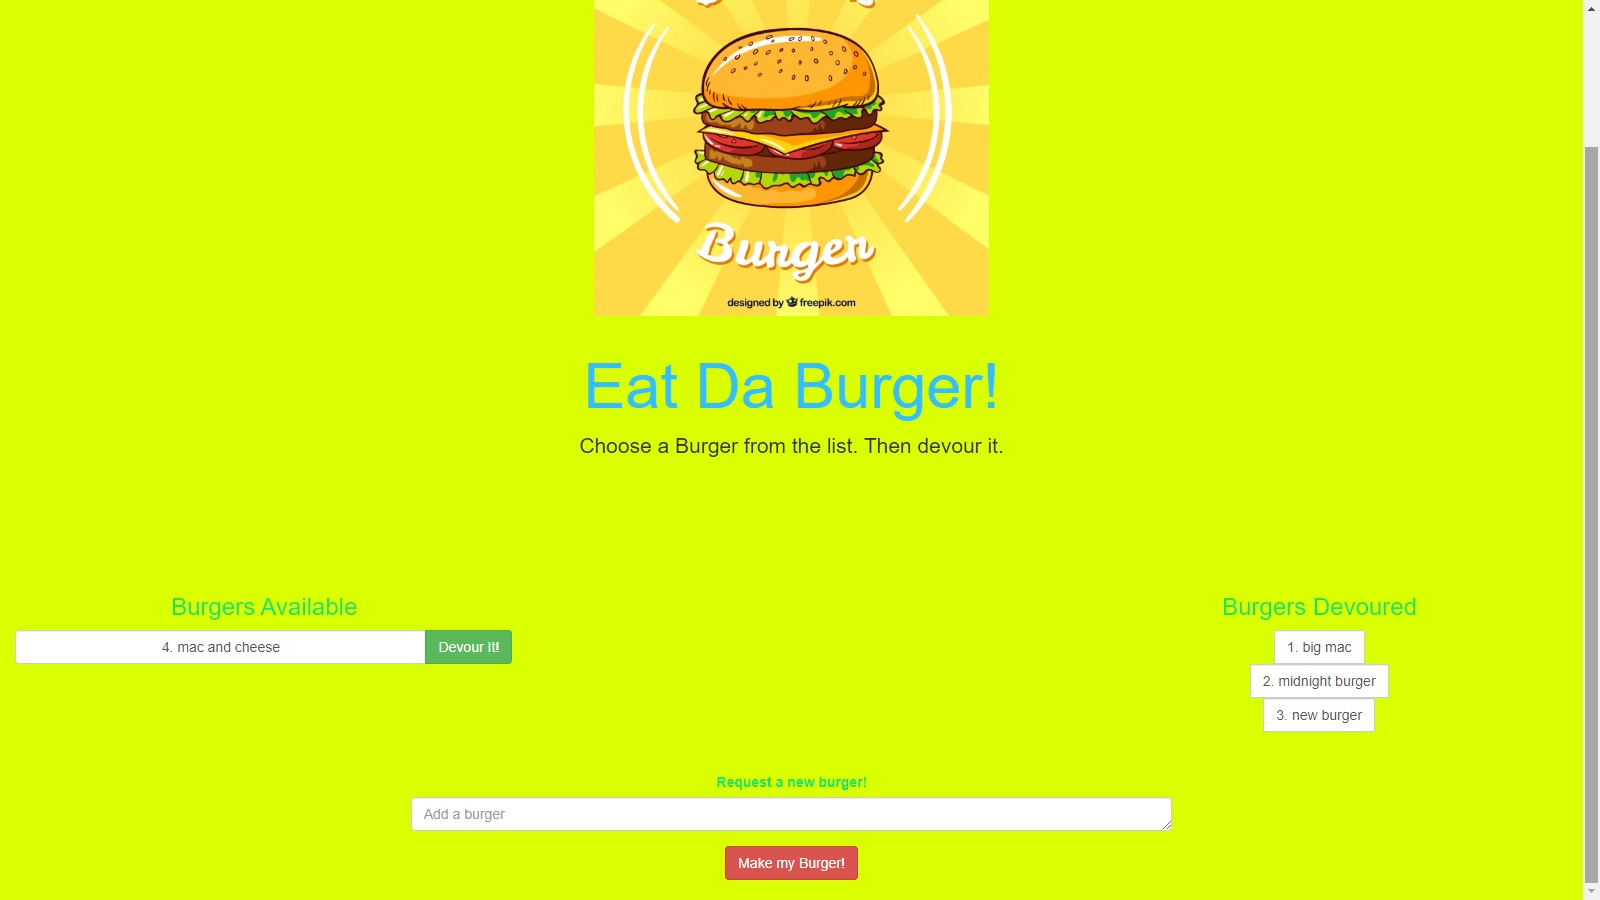 Burger
designed by freepik.com
Eat Da Burger!
Choose a Burger from the list. Then devour it.
Burgers Available
4. mac and cheese
Devour It!
Burgers Devoured
1. big mac
2. midnight burger
3. new burger
Request a new burger!
Add a burger
Make my Burger!